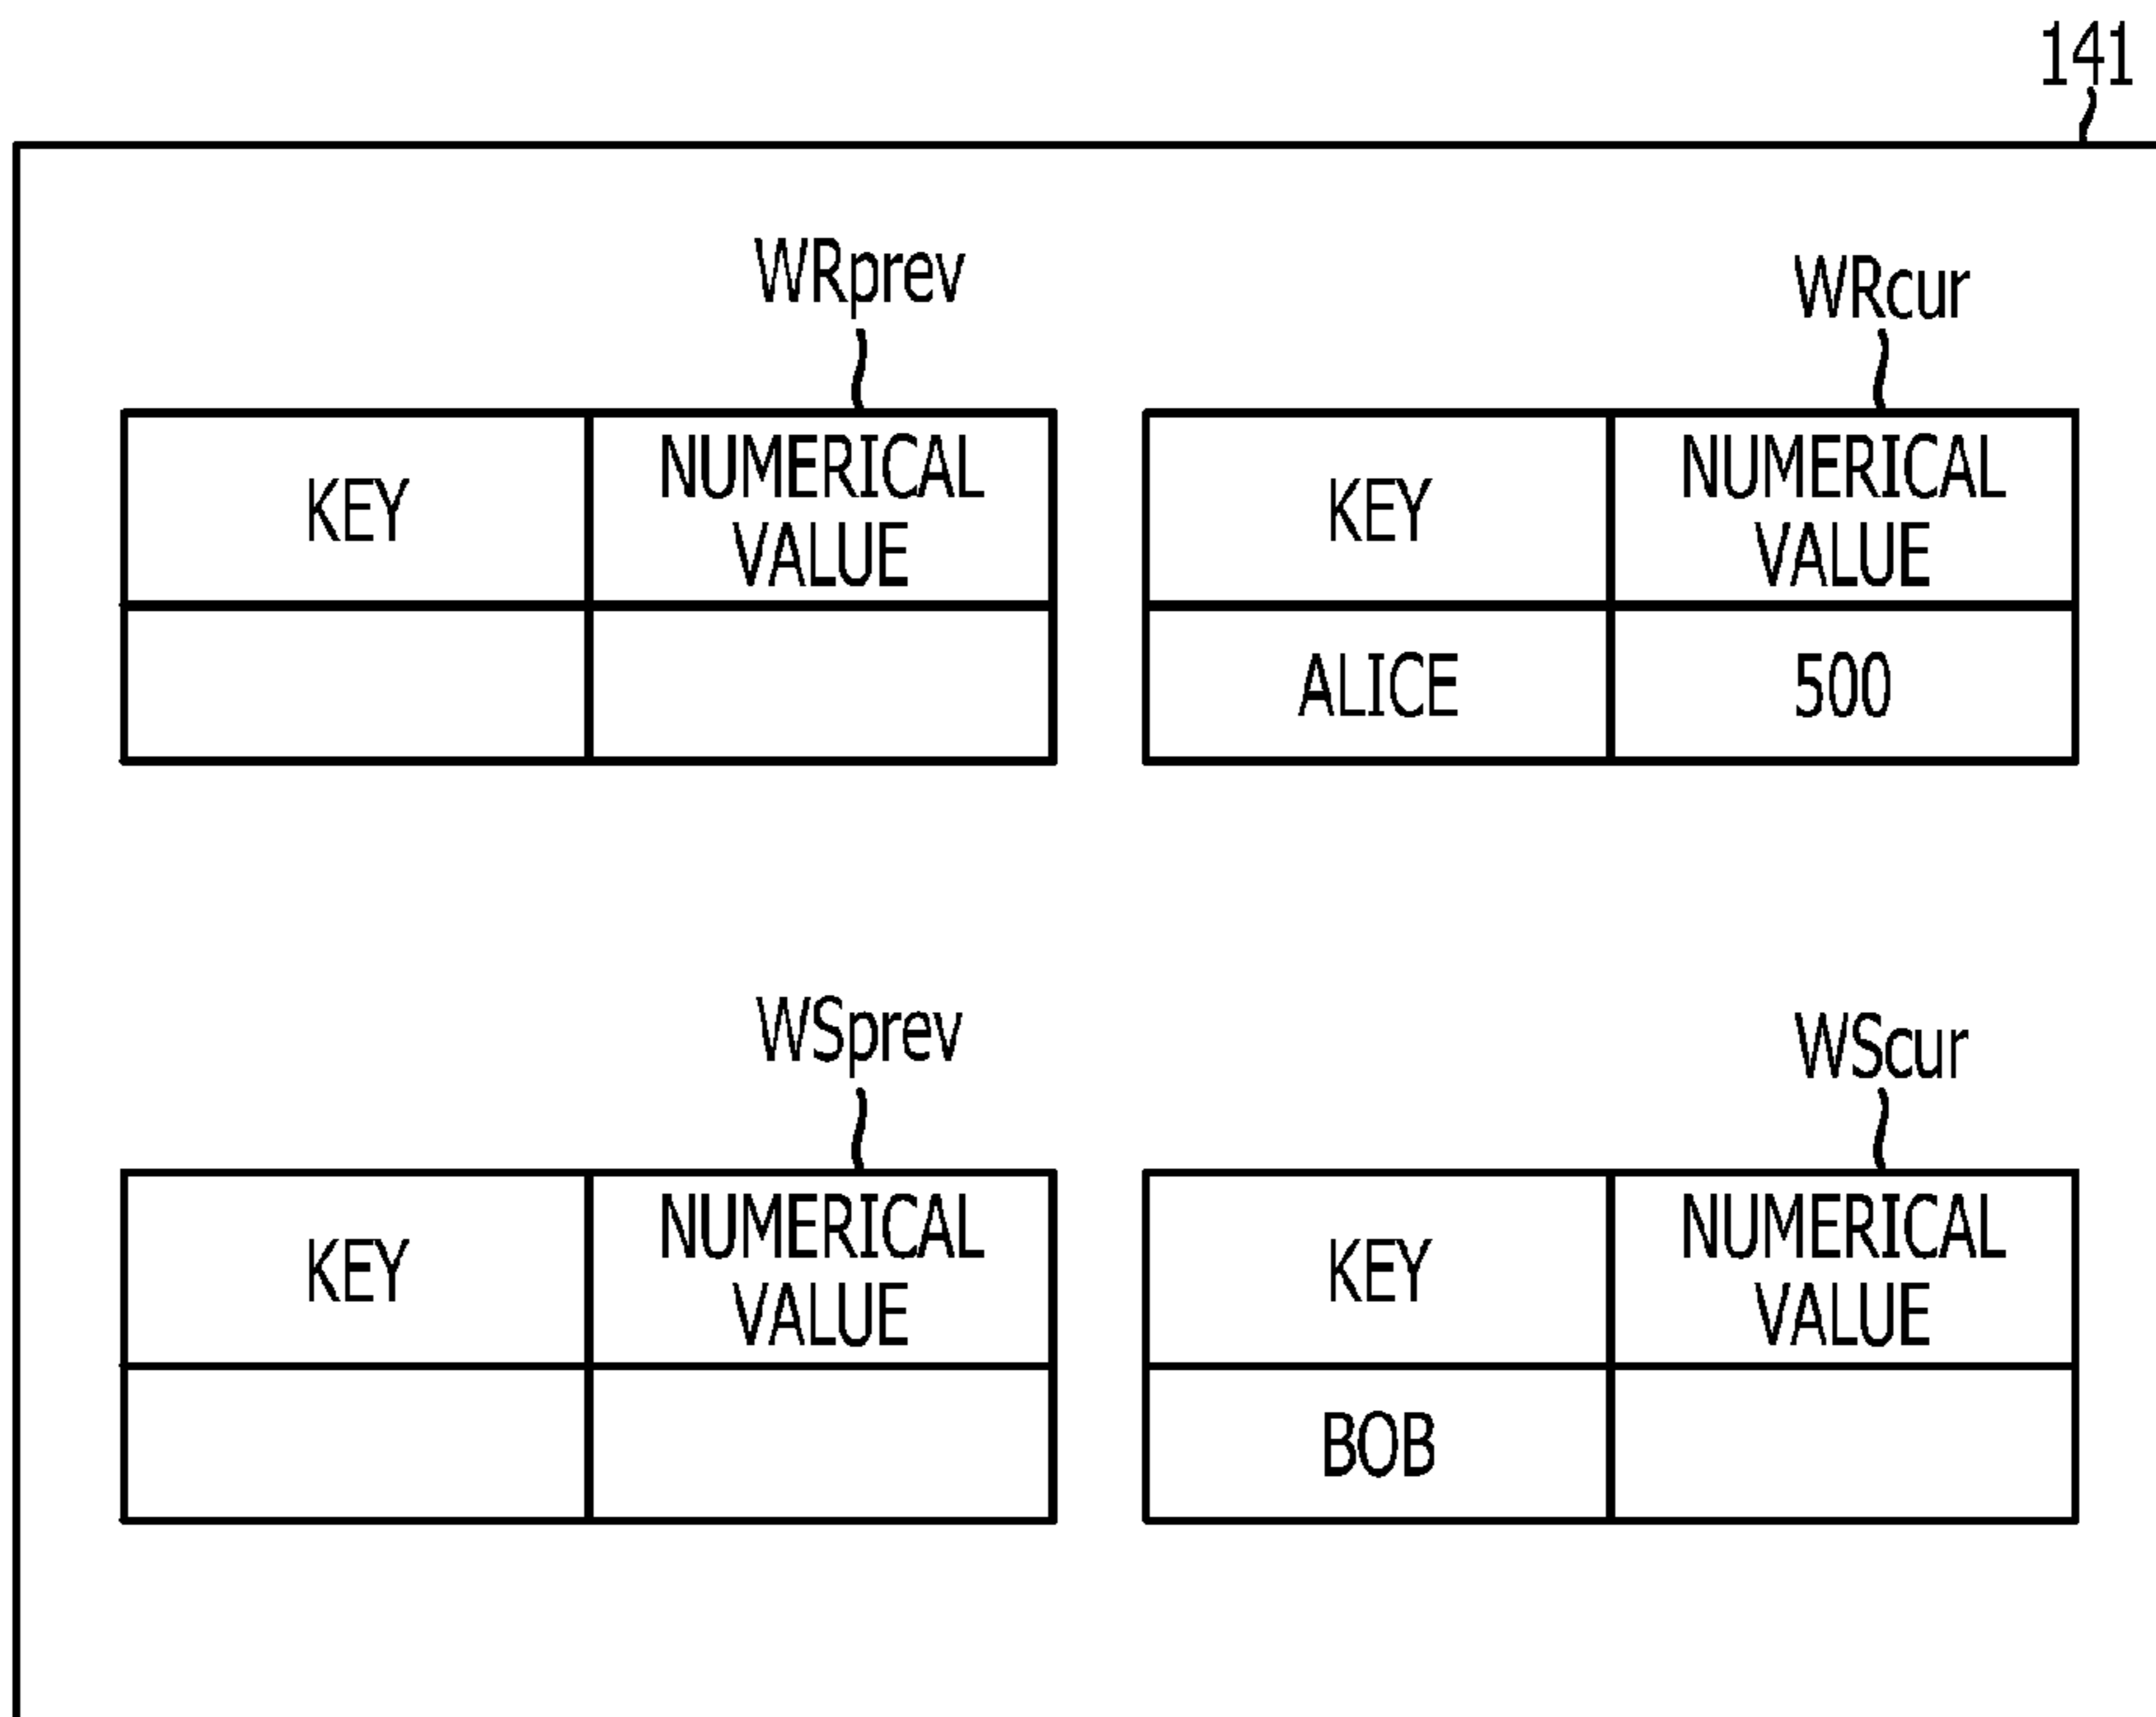 141
WRprev
WRcur
KEY
NUMERICAL
VALUE
KEY
NUMERICAL
VALUE
ALICE
500
WSprev
WScur
KEY
NUMERICAL
VALUE
KEY
NUMERICAL
VALUE
BOB